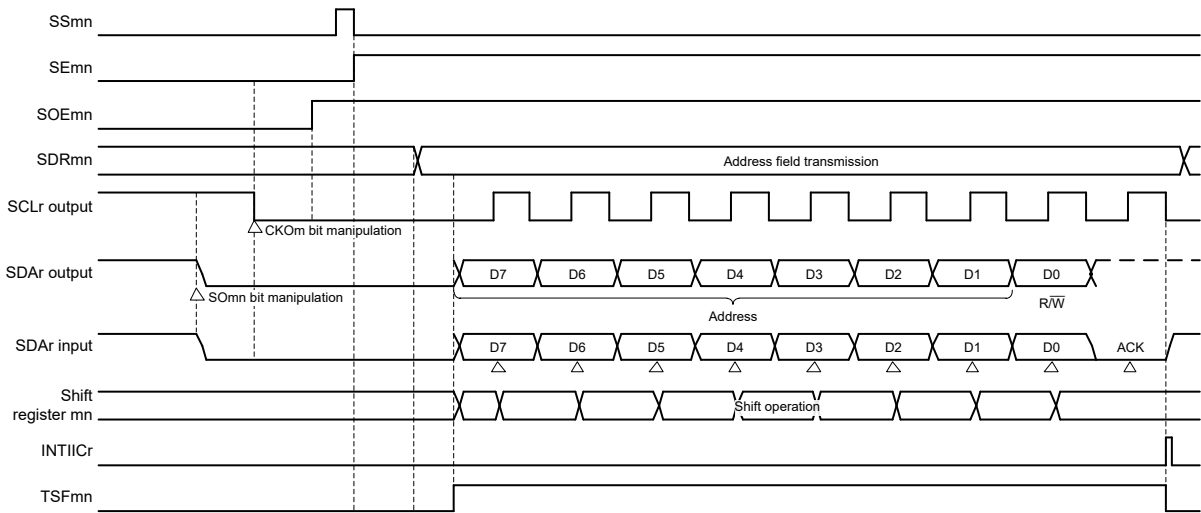 SSmn
SEmn
SOEmn
SDRmn
Address field transmission
SCLr output
CKOm bit manipulation
SDAr output
D7 D6 D5 D4 D3 D2 D1 D0
SOmn bit manipulation
R/W̅
Address
SDAr input
D7 D6 D5 D4 D3 D2 D1 D0 ACK
Shift
register mn
Shift operation
INTIICr
TSFmn